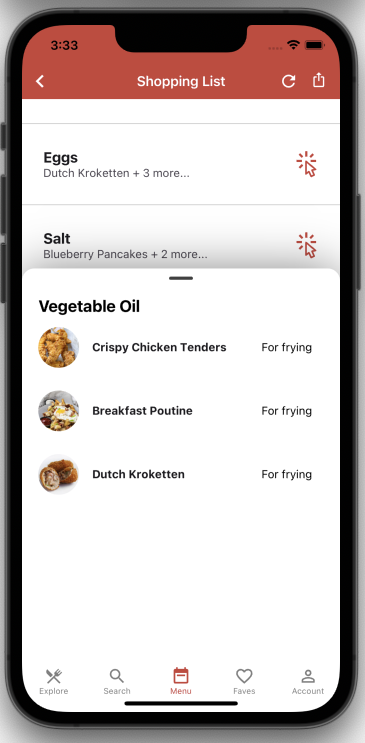 3:33
Shopping List
Eggs
Dutch Kroketten + 3 more...
Salt
Blueberry Pancakes + 2 more...
Vegetable Oil
Crispy Chicken Tenders For frying
Breakfast Poutine For frying
Dutch Kroketten For frying
Explore Search Menu Faves Account